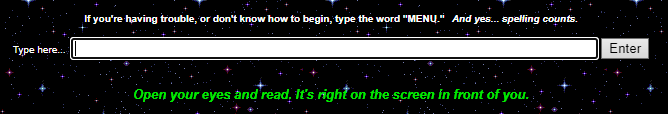 If you're having trouble, or don't know how to begin, type the word "MENU." And yes... spelling counts.
Type here... Enter
Open your eyes and read. It's right on the screen in front of you.